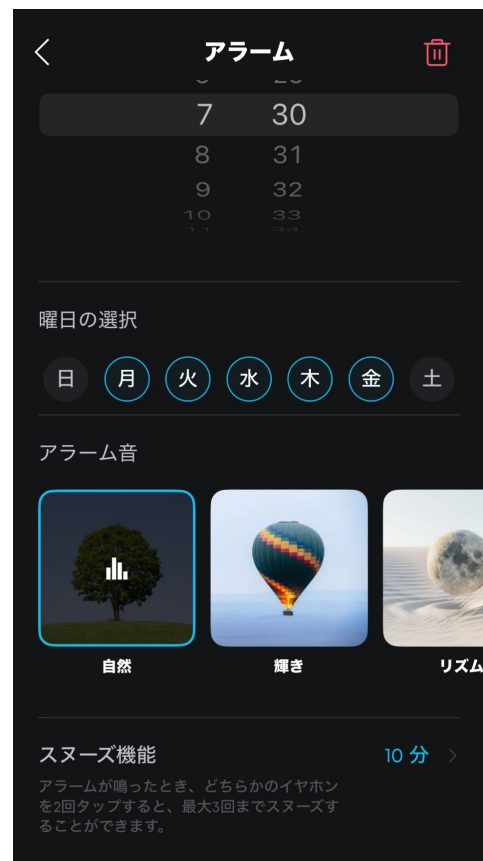 アラーム
7 30
8 31
9 32
10 33
曜日の選択
日 月 火 水 木 金 土
アラーム音
自然 輝き リズム
スヌーズ機能 10 分
アラームが鳴ったとき、どちらかのイヤホン
を2回タップすると、最大3回までスヌーズす
ることができます。